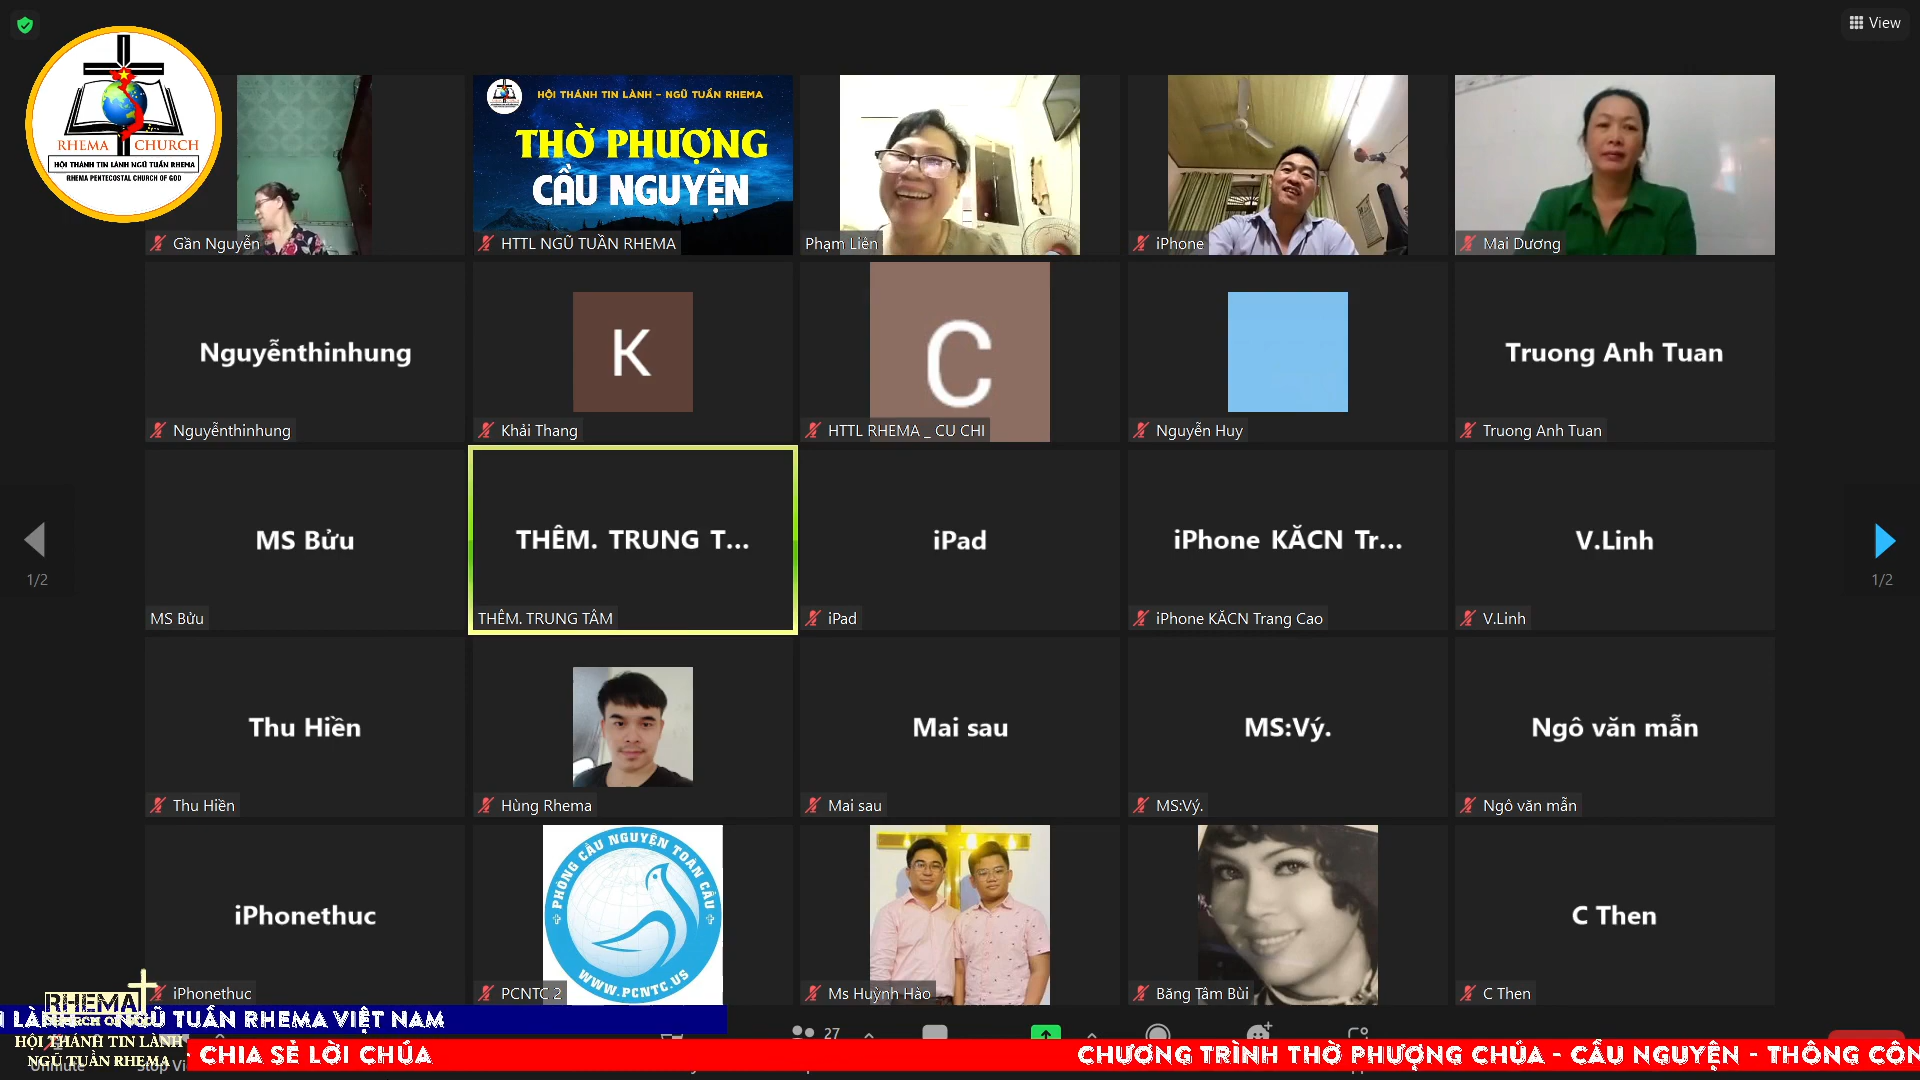 View
RHEMA CHURCH
HỘI THÁNH TIN LÀNH NGŨ TUẦN RHEMA
RHEMA PENTECOSTAL CHURCH OF GOD
Gần Nguyễn
HỘI THÁNH TIN LÀNH - NGŨ TUẦN RHEMA
THỜ PHƯỢNG
CẦU NGUYỆN
HTTL NGŨ TUẦN RHEMA
Phạm Liên
iPhone
Mai Dương
Nguyễnthinhung
Nguyễnthinhung
K
Khải Thang
C
HTTL RHEMA _ CU CHI
Nguyễn Huy
Truong Anh Tuan
Truong Anh Tuan
1/2
MS Bửu
MS Bửu
THÊM. TRUNG T...
THÊM. TRUNG TÂM
iPad
iPad
iPhone KĂCN Tr...
iPhone KĂCN Trang Cao
V.Linh
V.Linh
1/2
Thu Hiền
Thu Hiền
Hùng Rhema
Mai sau
Mai sau
MS:Vý.
MS:Vý.
Ngô văn mẫn
Ngô văn mẫn
iPhonethuc
iPhonethuc
PHÒNG CẦU NGUYỆN TOÀN CẦU
WWW.PCNTC.US
PCNTC 2
Ms Huỳnh Hào
Băng Tâm Bùi
C Then
C Then
RHEMA
HỘI THÁNH TIN LÀNH
NGŨ TUẦN RHEMA
NGŨ TUẦN RHEMA VIỆT NAM
27
Unmute
CHIA SẺ LỜI CHÚA
CHƯƠNG TRÌNH THỜ PHƯỢNG CHÚA - CẦU NGUYỆN - THÔNG CÔN